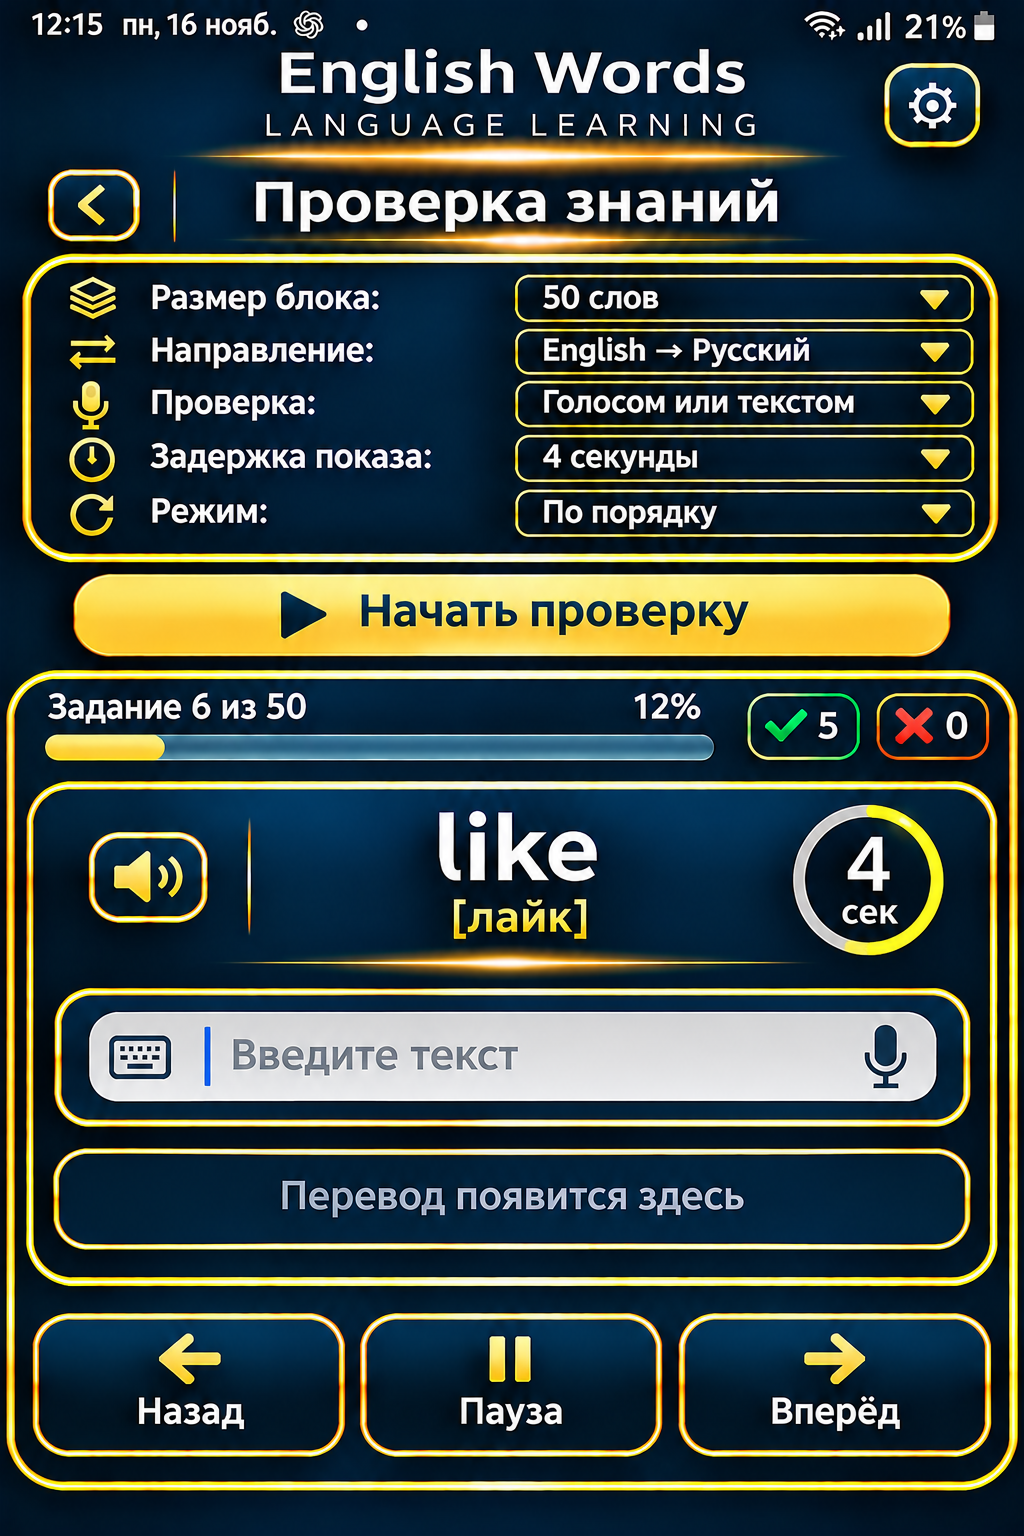 12:15 пн, 16 нояб. 21%
English Words
LANGUAGE LEARNING
Проверка знаний
Размер блока: 50 слов
Направление: English → Русский
Проверка: Голосом или текстом
Задержка показа: 4 секунды
Режим: По порядку
Начать проверку
Задание 6 из 50 12% 5 0
like
[лайк]
4
сек
Введите текст
Перевод появится здесь
Назад Пауза Вперёд